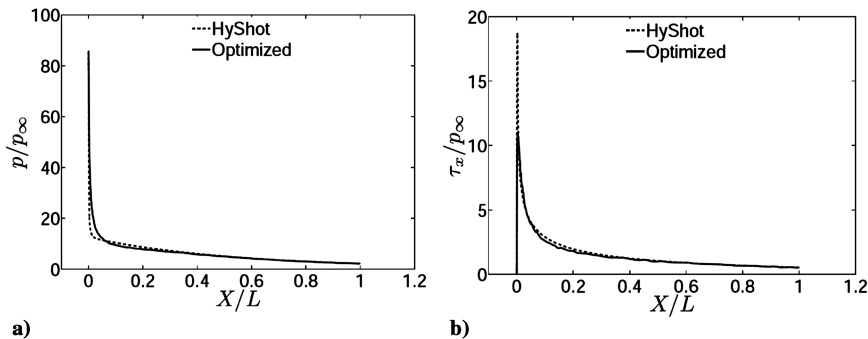 100
80
60
40
20
0
p/p∞
HyShot
Optimized
0 0.2 0.4 0.6 0.8 1 1.2
X/L
a)
20
15
10
5
0
τx/p∞
HyShot
Optimized
0 0.2 0.4 0.6 0.8 1 1.2
X/L
b)